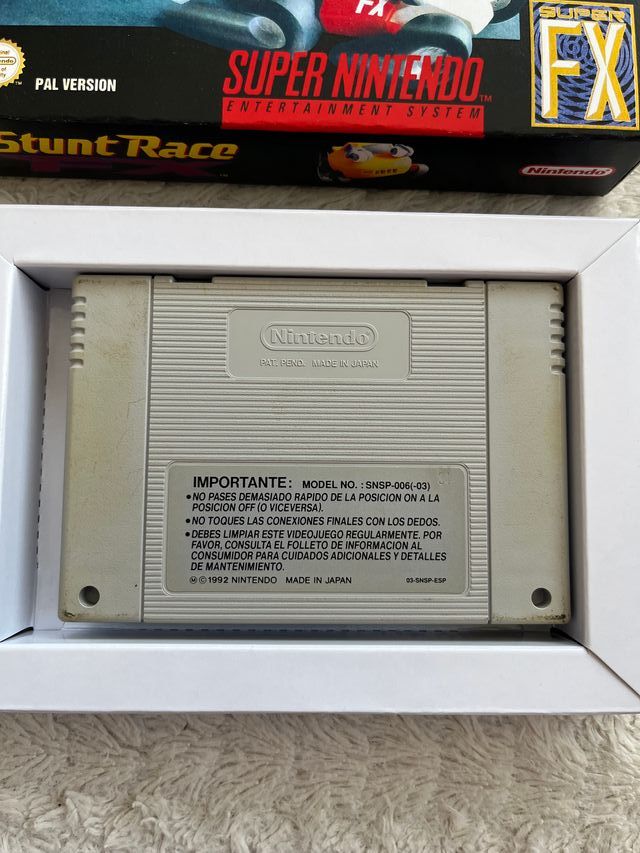 FX
SUPER
FX
Nintendo
PAL VERSION
SUPER NINTENDO™
ENTERTAINMENT SYSTEM
Stunt Race
FX™
Nintendo
Nintendo
PAT. PEND. MADE IN JAPAN
IMPORTANTE: MODEL NO. : SNSP-006(-03)
• NO PASES DEMASIADO RAPIDO DE LA POSICION ON A LA
POSICION OFF (O VICEVERSA).
• NO TOQUES LAS CONEXIONES FINALES CON LOS DEDOS.
• DEBES LIMPIAR ESTE VIDEOJUEGO REGULARMENTE. POR
FAVOR, CONSULTA EL FOLLETO DE INFORMACION AL
CONSUMIDOR PARA CUIDADOS ADICIONALES Y DETALLES
DE MANTENIMIENTO.
Ⓜ © 1992 NINTENDO MADE IN JAPAN 03-SNSP-ESP